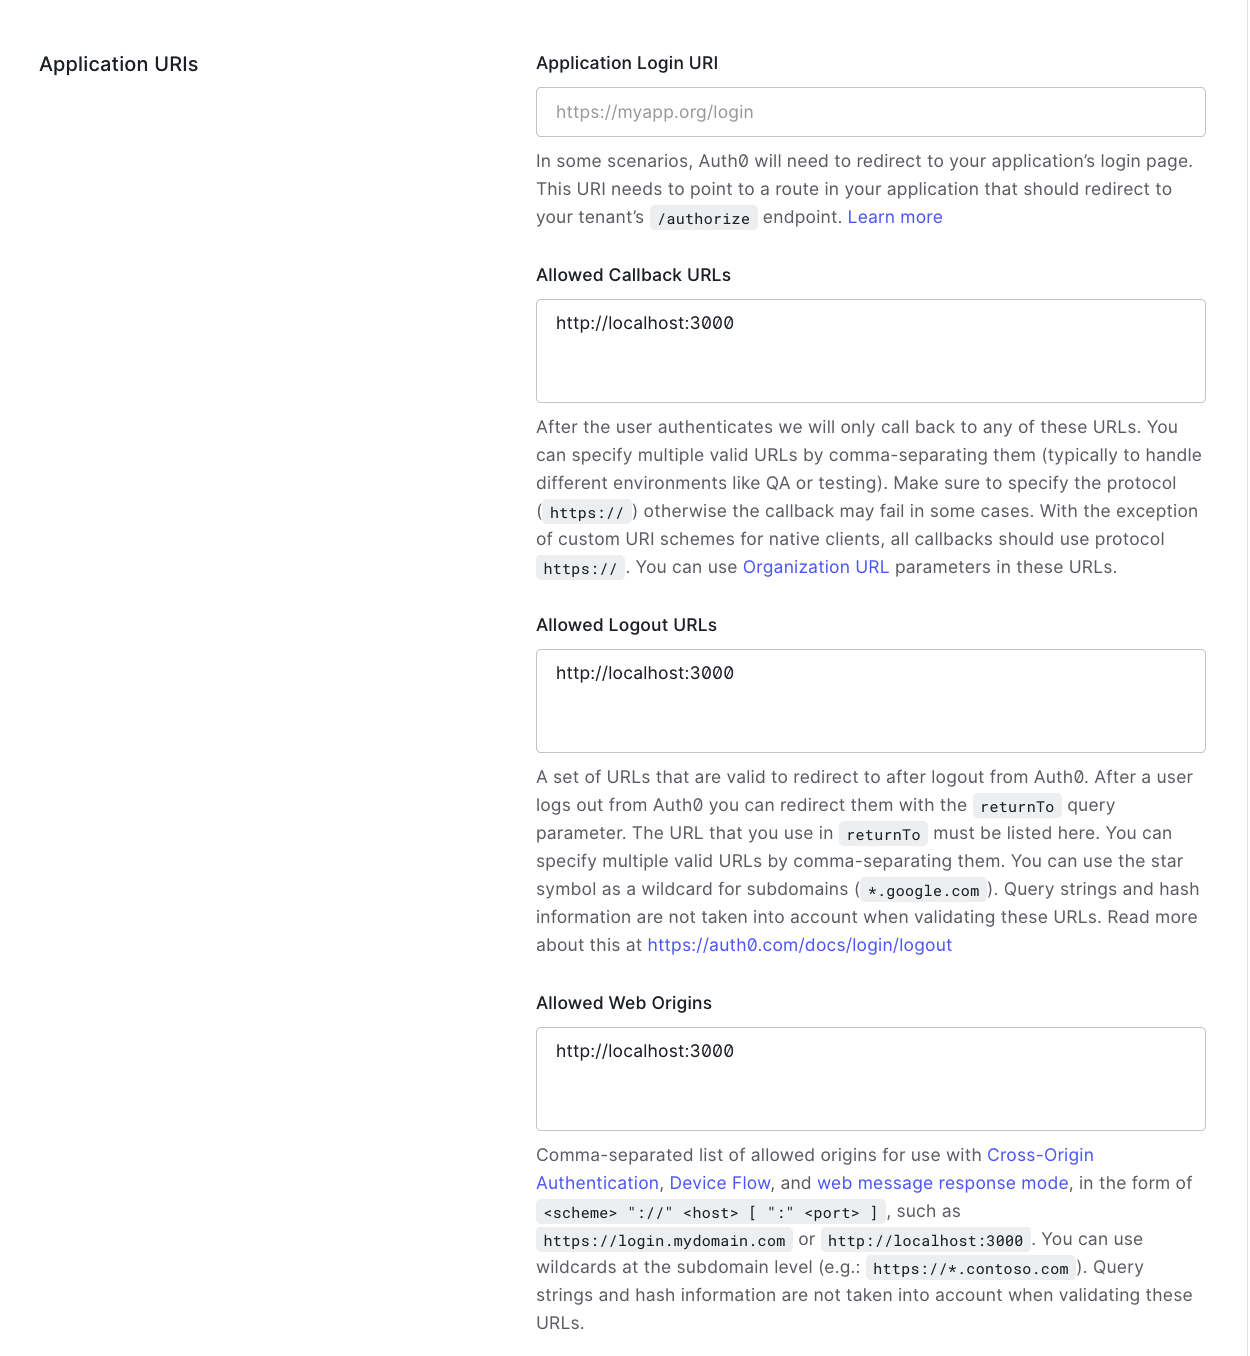 Application URIs
Application Login URI
https://myapp.org/login
In some scenarios, Auth0 will need to redirect to your application’s login page.
This URI needs to point to a route in your application that should redirect to
your tenant’s /authorize endpoint. Learn more
Allowed Callback URLs
http://localhost:3000
After the user authenticates we will only call back to any of these URLs. You
can specify multiple valid URLs by comma-separating them (typically to handle
different environments like QA or testing). Make sure to specify the protocol
( https:// ) otherwise the callback may fail in some cases. With the exception
of custom URI schemes for native clients, all callbacks should use protocol
https:// . You can use Organization URL parameters in these URLs.
Allowed Logout URLs
http://localhost:3000
A set of URLs that are valid to redirect to after logout from Auth0. After a user
logs out from Auth0 you can redirect them with the returnTo query
parameter. The URL that you use in returnTo must be listed here. You can
specify multiple valid URLs by comma-separating them. You can use the star
symbol as a wildcard for subdomains ( *.google.com ). Query strings and hash
information are not taken into account when validating these URLs. Read more
about this at https://auth0.com/docs/login/logout
Allowed Web Origins
http://localhost:3000
Comma-separated list of allowed origins for use with Cross-Origin
Authentication, Device Flow, and web message response mode, in the form of
<scheme> "://" <host> [ ":" <port> ] , such as
https://login.mydomain.com or http://localhost:3000 . You can use
wildcards at the subdomain level (e.g.: https://*.contoso.com ). Query
strings and hash information are not taken into account when validating these
URLs.